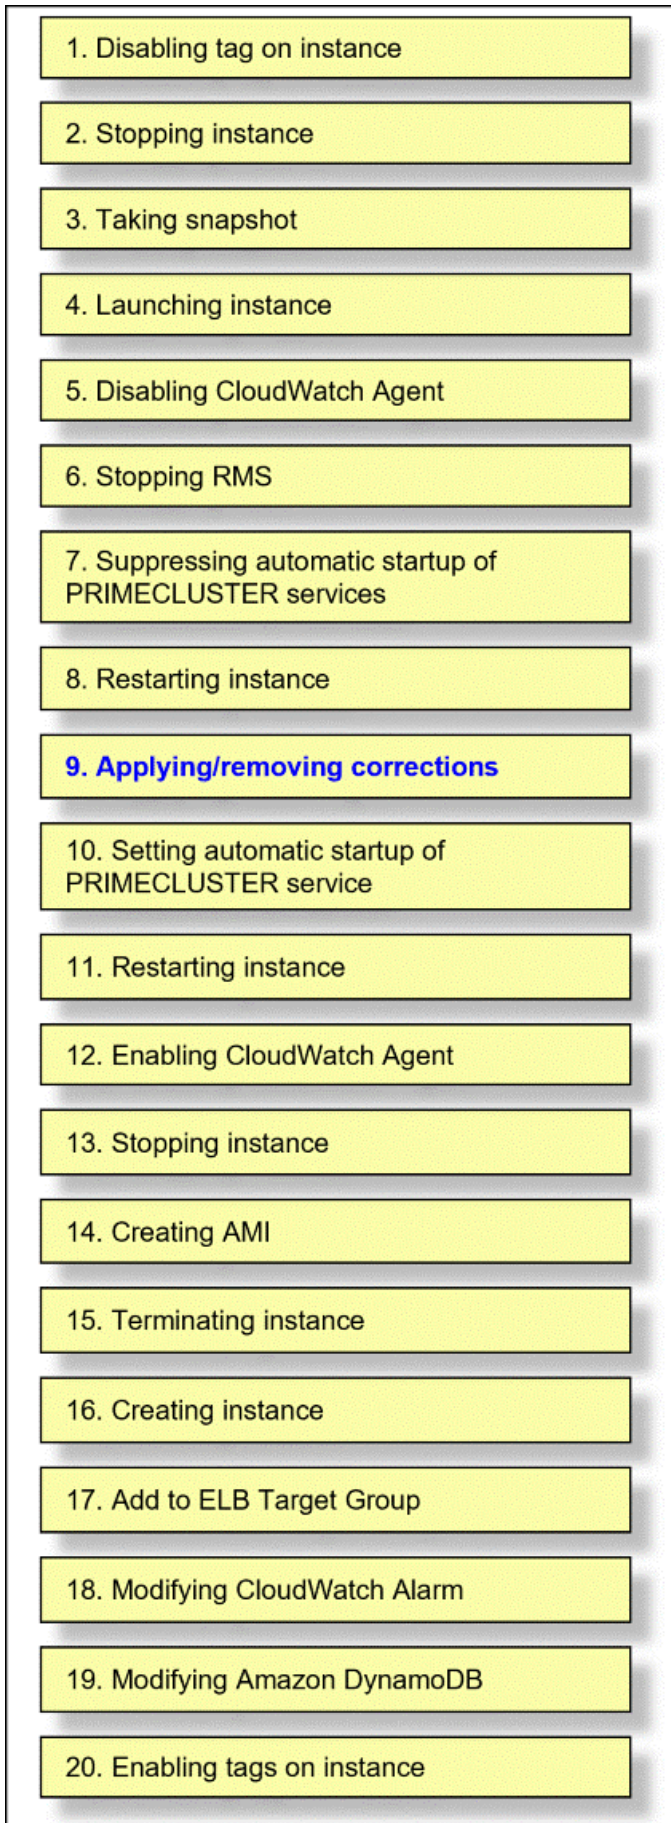 1. Disabling tag on instance
2. Stopping instance
3. Taking snapshot
4. Launching instance
5. Disabling CloudWatch Agent
6. Stopping RMS
7. Suppressing automatic startup of
PRIMECLUSTER services
8. Restarting instance
9. Applying/removing corrections
10. Setting automatic startup of
PRIMECLUSTER service
11. Restarting instance
12. Enabling CloudWatch Agent
13. Stopping instance
14. Creating AMI
15. Terminating instance
16. Creating instance
17. Add to ELB Target Group
18. Modifying CloudWatch Alarm
19. Modifying Amazon DynamoDB
20. Enabling tags on instance